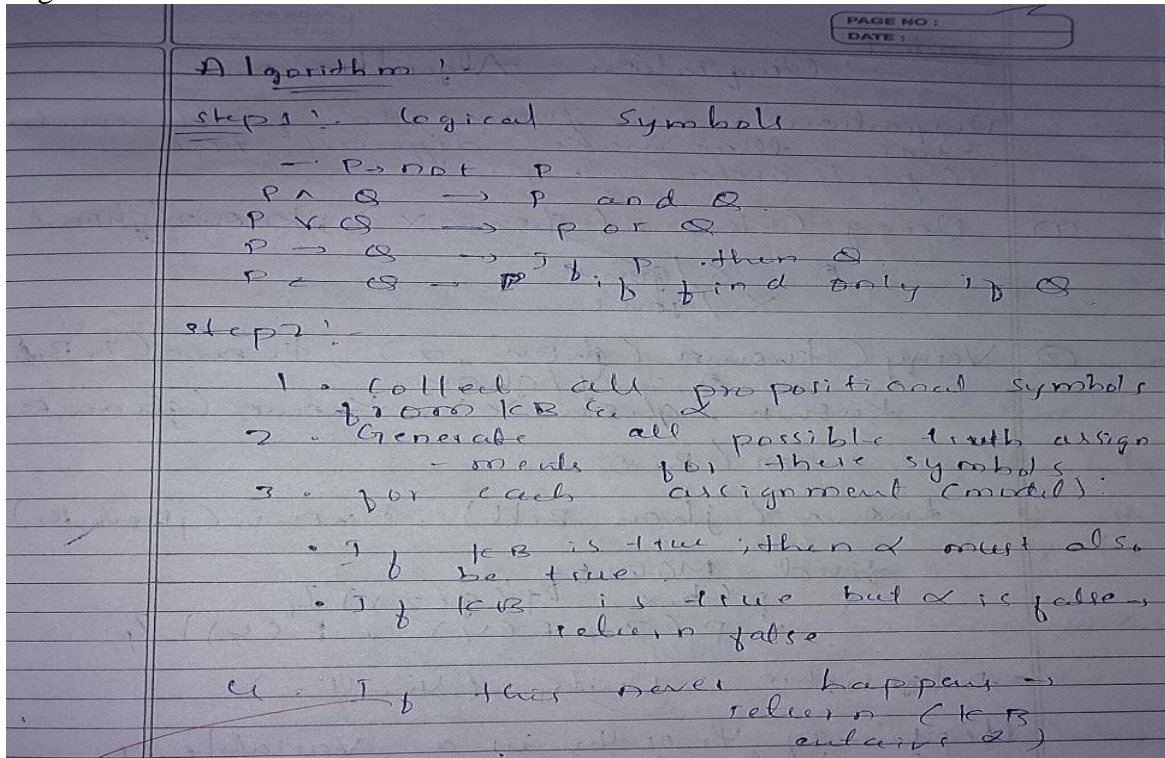 PAGE NO :
DATE :
Algorithm :-
Step 1 :- Logical Symbols
¬ P → not P
P ∧ Q → P and Q
P ∨ Q → P or Q
P → Q → If P then Q
P Q → P if find only if Q
Step 2 :-
1. Collect all propositional symbols
from KB & α
2. Generate all possible truth assign
- ments for these symbols
3. for each assignment (model):
• If KB is true, then α must also
be true.
• If KB is true but α is false →
return false
4. If this never happens →
return (KB
entails α)